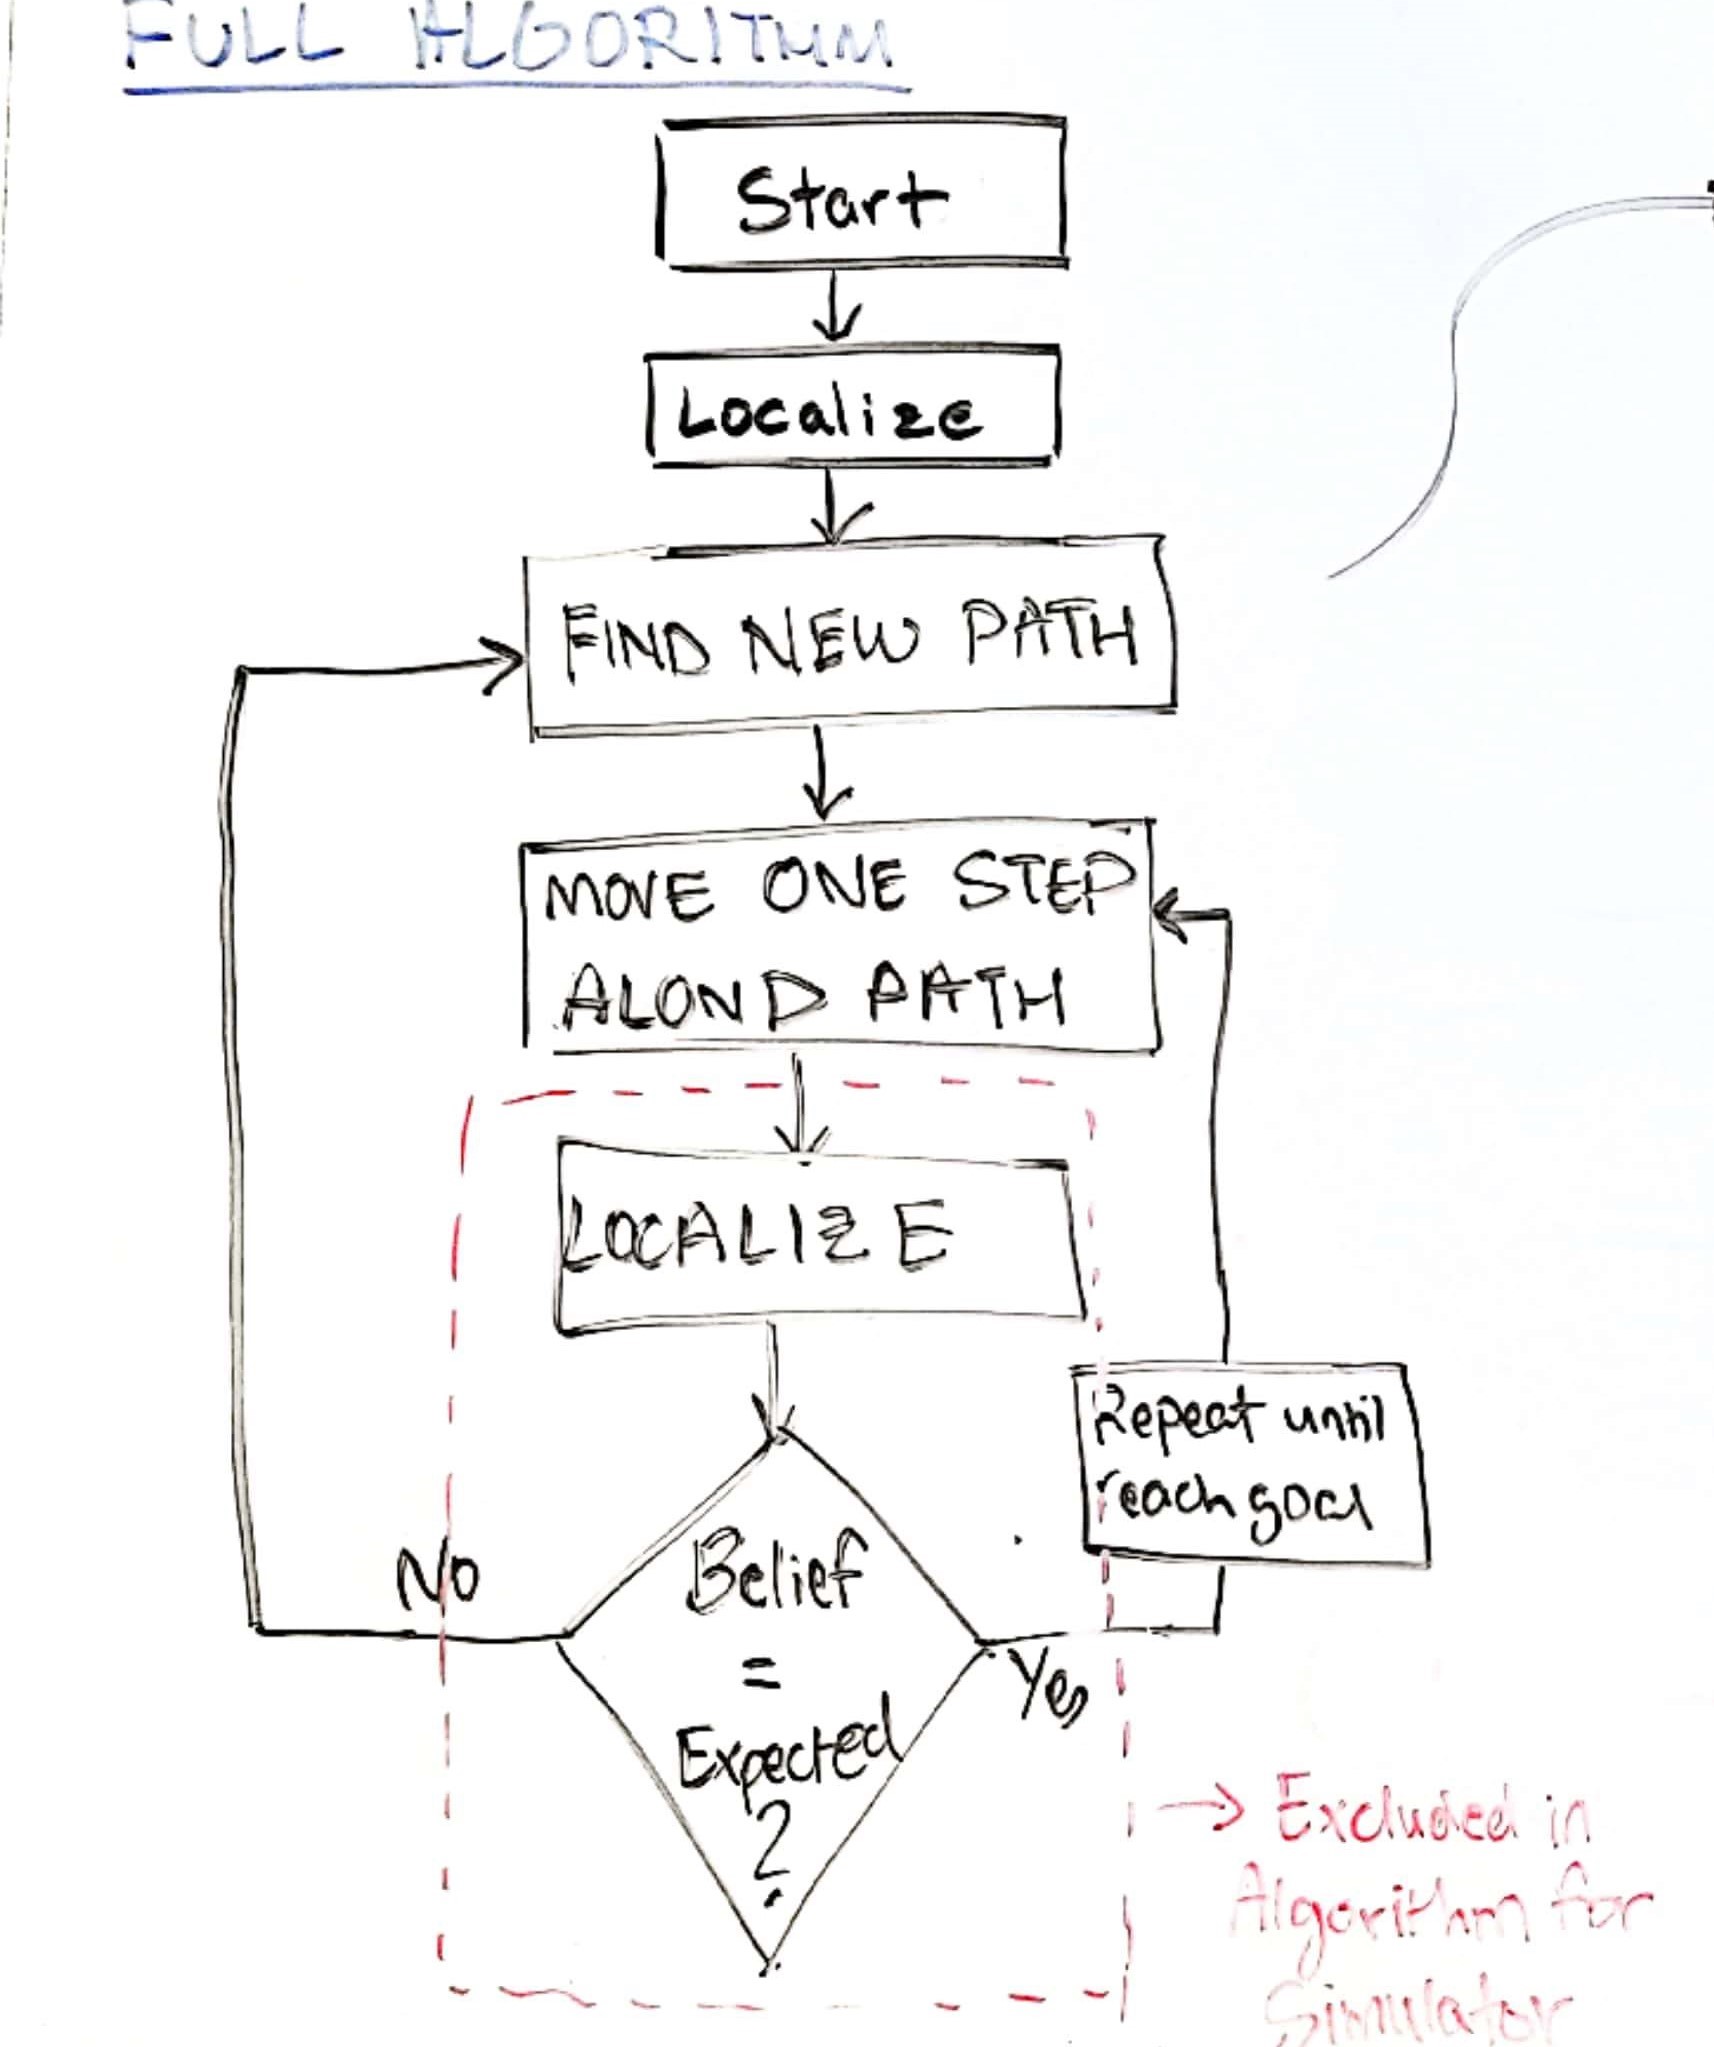 FULL ALGORITHM
Start
Localize
FIND NEW PATH
MOVE ONE STEP
ALOND PATH
LOCALIZE
Repeat until
reach goal
No
Belief
=
Expected
?
Yes
→ Excluded in
Algorithm for
Simulator